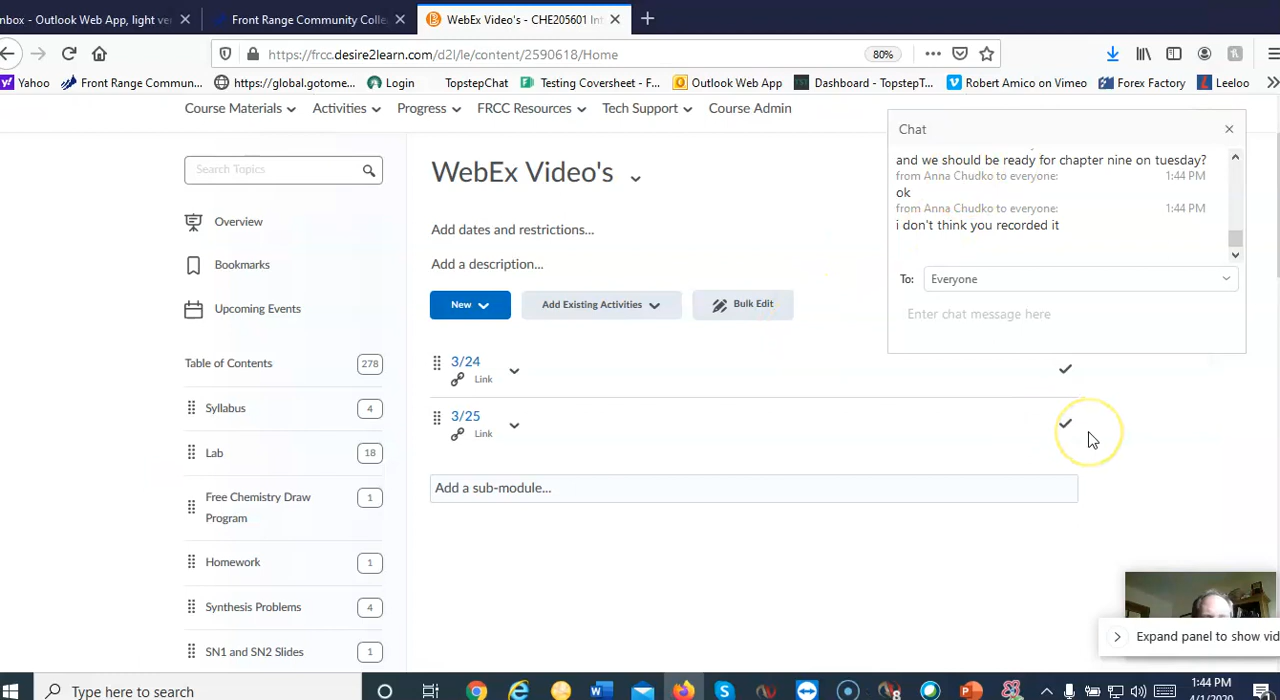 nbox - Outlook Web App, light ve
Front Range Community Colle
WebEx Video's - CHE205601 Int
https://frcc.desire2learn.com/d2l/le/content/2590618/Home
80%
Yahoo
Front Range Commun...
https://global.gotome...
Login
TopstepChat
Testing Coversheet - F...
Outlook Web App
Dashboard - TopstepT...
Robert Amico on Vimeo
Forex Factory
Leeloo
Course Materials
Activities
Progress
FRCC Resources
Tech Support
Course Admin
Search Topics
Overview
Bookmarks
Upcoming Events
Table of Contents
278
Syllabus
4
Lab
18
Free Chemistry Draw
Program
1
Homework
1
Synthesis Problems
4
SN1 and SN2 Slides
1
WebEx Video's
Add dates and restrictions...
Add a description...
New
Add Existing Activities
Bulk Edit
3/24
Link
3/25
Link
Add a sub-module...
Chat
and we should be ready for chapter nine on tuesday?
from Anna Chudko to everyone:
1:44 PM
ok
from Anna Chudko to everyone:
1:44 PM
i don't think you recorded it
To:
Everyone
Enter chat message here
Expand panel to show vid
Type here to search
1:44 PM
4/1/2020